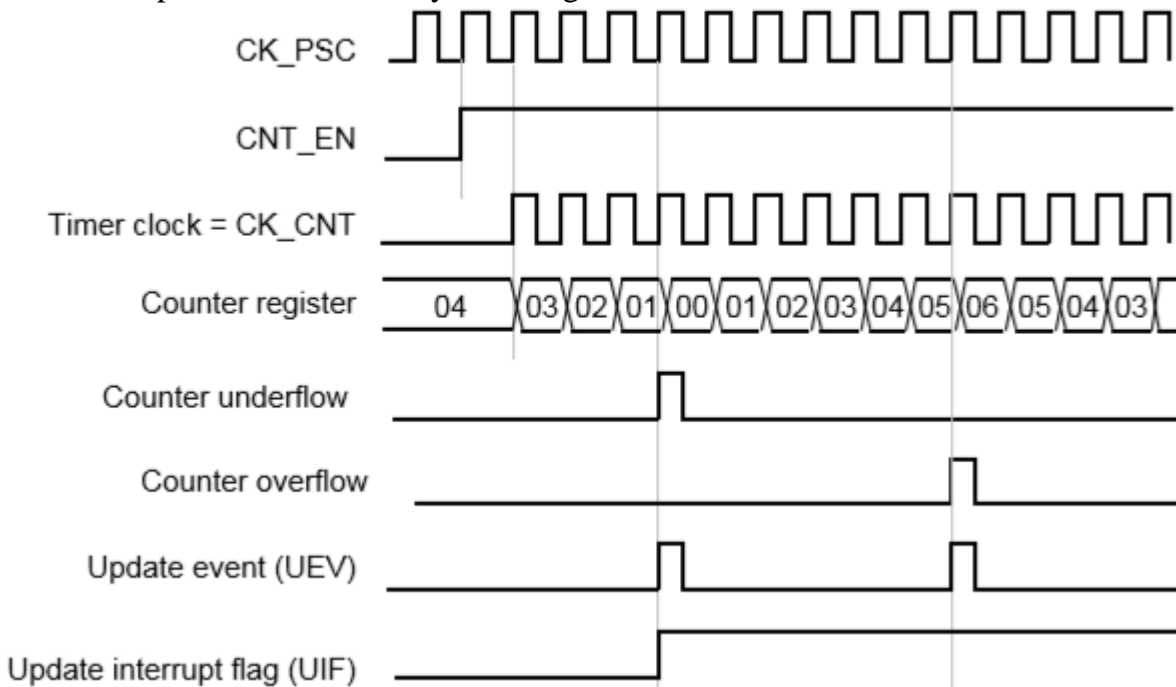 CK_PSC
CNT_EN
Timer clock = CK_CNT
Counter register 04 03 02 01 00 01 02 03 04 05 06 05 04 03
Counter underflow
Counter overflow
Update event (UEV)
Update interrupt flag (UIF)